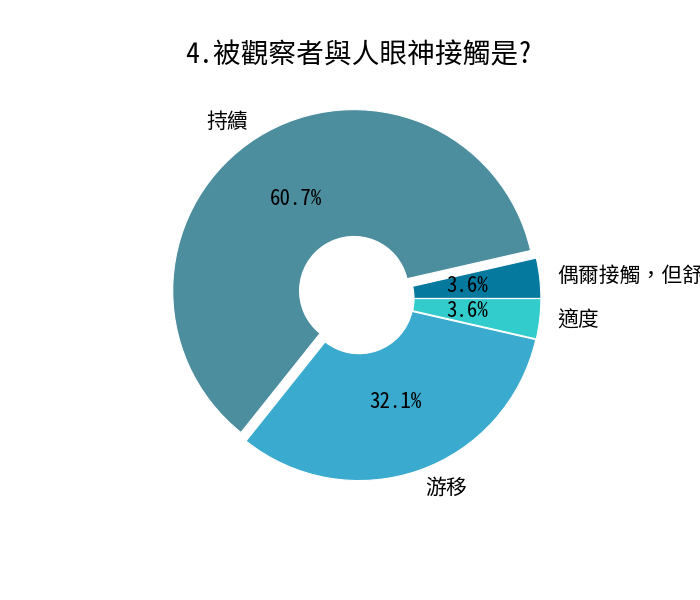 4.被觀察者與人眼神接觸是?
持續
60.7%
偶爾接觸，但舒
3.6%
3.6%
適度
32.1%
游移